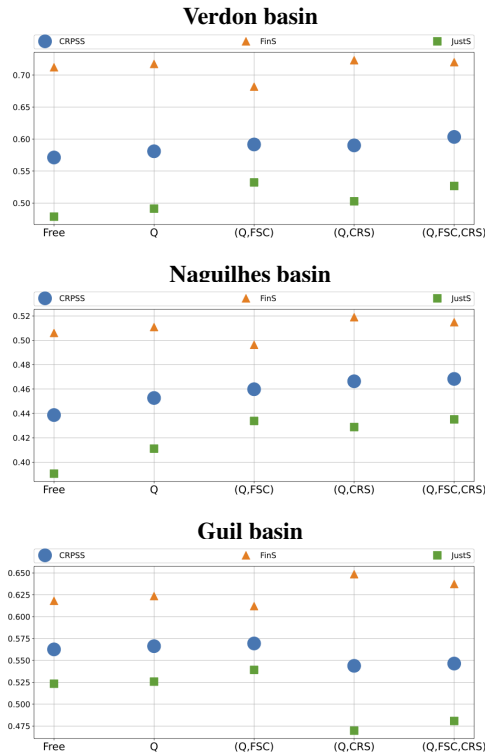 Verdon basin
CRPSS FinS JustS
0.70
0.65
0.60
0.55
0.50
Free Q (Q,FSC) (Q,CRS) (Q,FSC,CRS)
Naguilhes basin
CRPSS FinS JustS
0.52
0.50
0.48
0.46
0.44
0.42
0.40
Free Q (Q,FSC) (Q,CRS) (Q,FSC,CRS)
Guil basin
CRPSS FinS JustS
0.650
0.625
0.600
0.575
0.550
0.525
0.500
0.475
Free Q (Q,FSC) (Q,CRS) (Q,FSC,CRS)